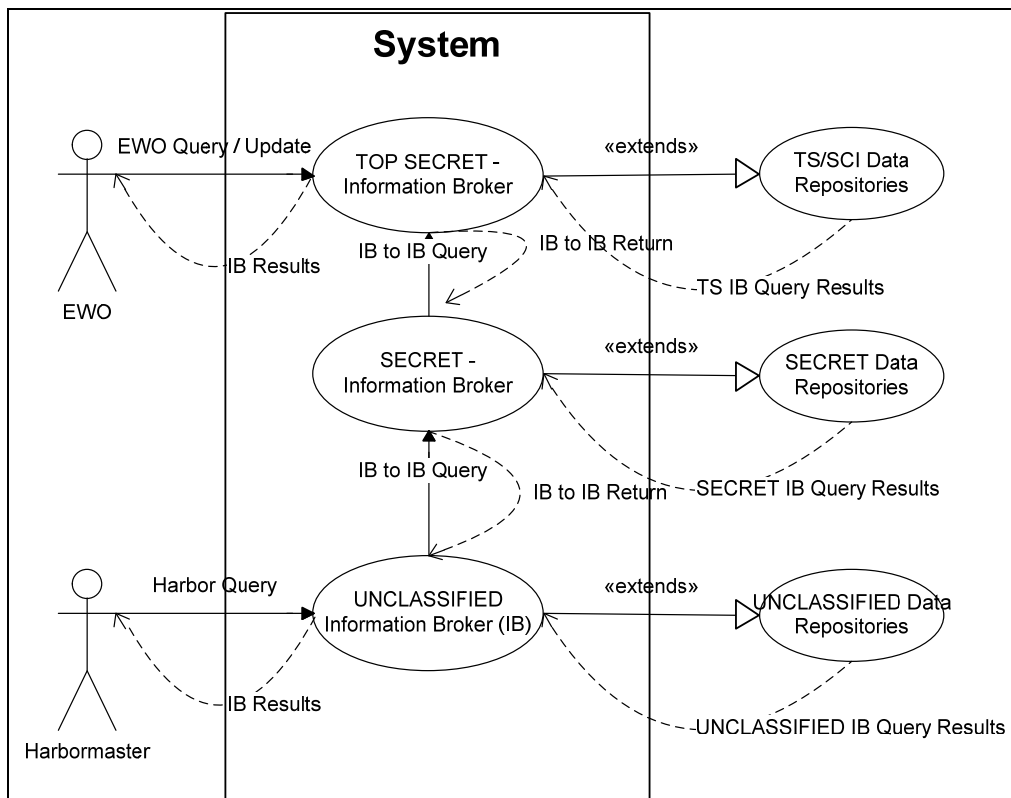 System
EWO Query / Update
TOP SECRET -
Information Broker
«extends»
TS/SCI Data
Repositories
IB Results
IB to IB Query
IB to IB Return
TS IB Query Results
EWO
SECRET -
Information Broker
«extends»
SECRET Data
Repositories
IB to IB Query
IB to IB Return
SECRET IB Query Results
Harbor Query
UNCLASSIFIED
Information Broker (IB)
«extends»
UNCLASSIFIED Data
Repositories
IB Results
UNCLASSIFIED IB Query Results
Harbormaster